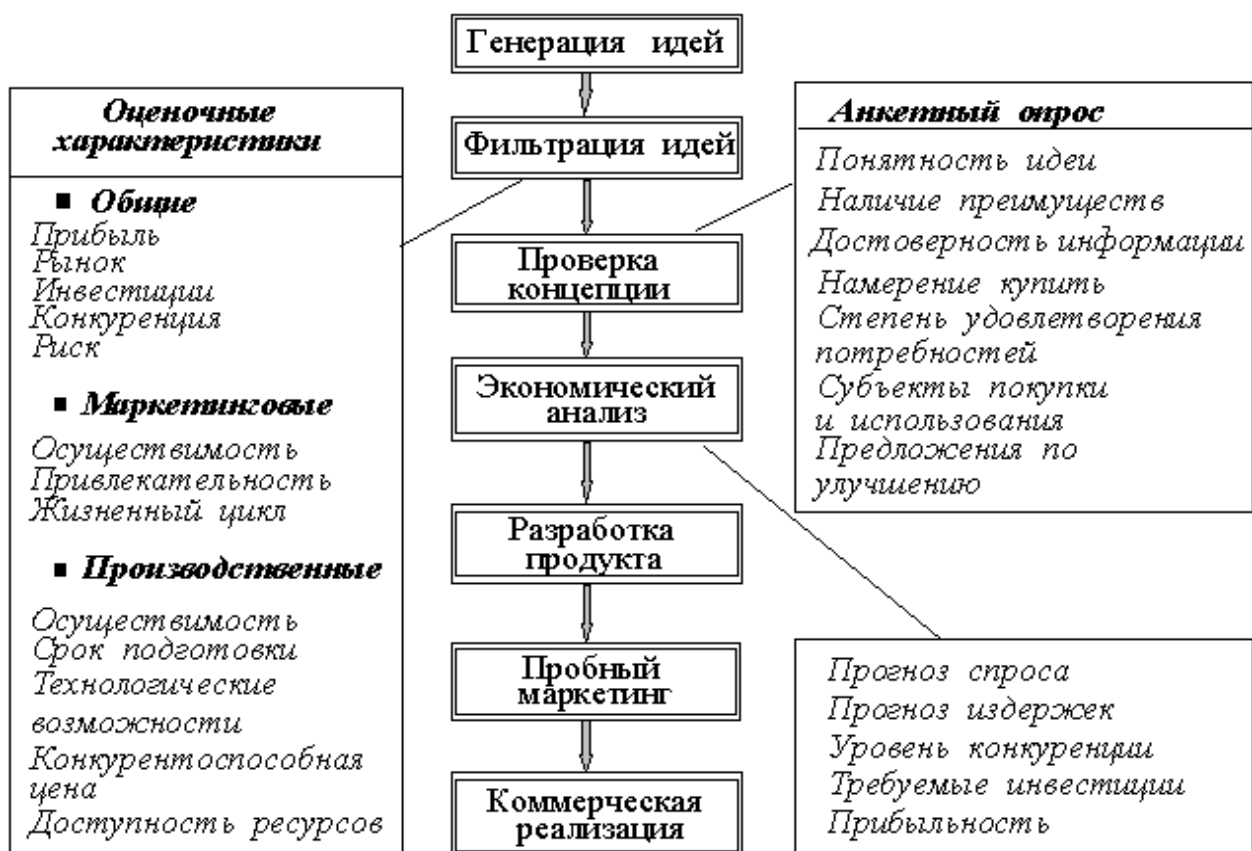 Генерация идей
Фильтрация идей
Проверка
концепции
Экономический
анализ
Разработка
продукта
Пробный
маркетинг
Коммерческая
реализация
Оценочные
характеристики
Общие
Прибыль
Рынок
Инвестиции
Конкуренция
Риск
Маркетинговые
Осуществимость
Привлекательность
Жизненный цикл
Производственные
Осуществимость
Срок подготовки
Технологические
возможности
Конкурентоспособная
цена
Доступность ресурсов
Анкетный опрос
Понятность идеи
Наличие преимуществ
Достоверность информации
Намерение купить
Степень удовлетворения
потребностей
Субъекты покупки
и использования
Предложения по
улучшению
Прогноз спроса
Прогноз издержек
Уровень конкуренции
Требуемые инвестиции
Прибыльность